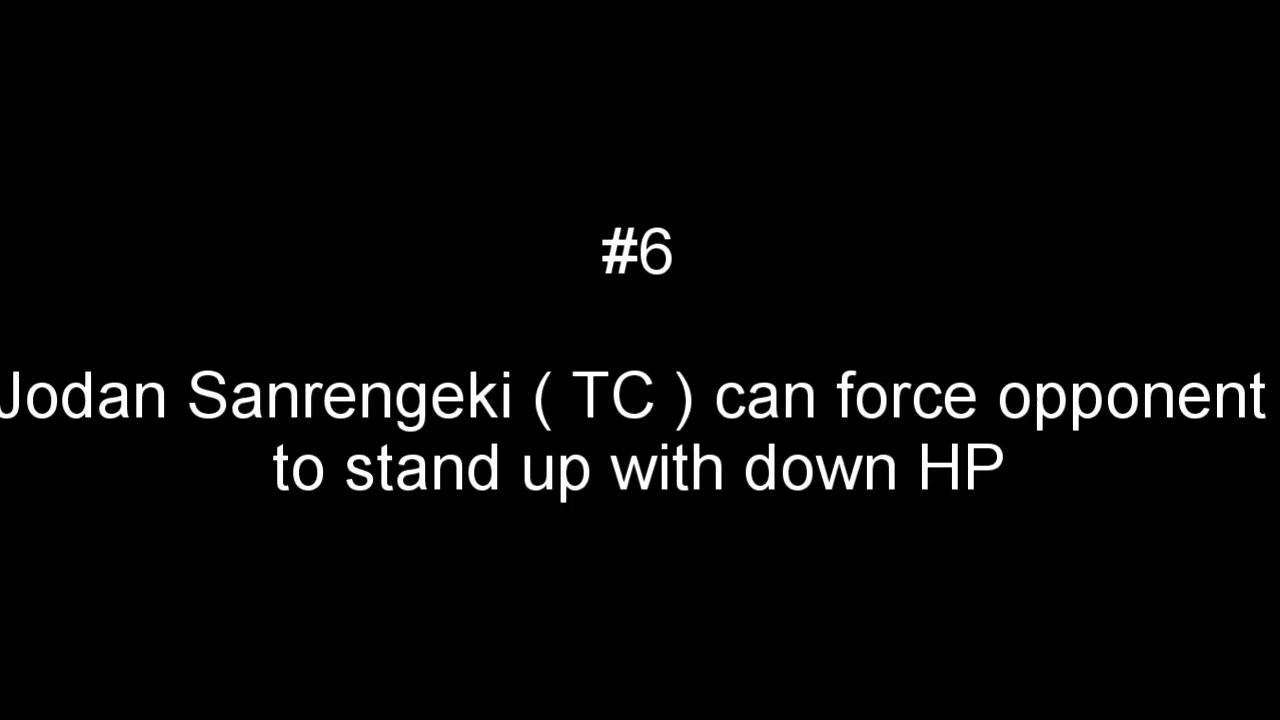 #6
Jodan Sanrengeki ( TC ) can force opponent
to stand up with down HP